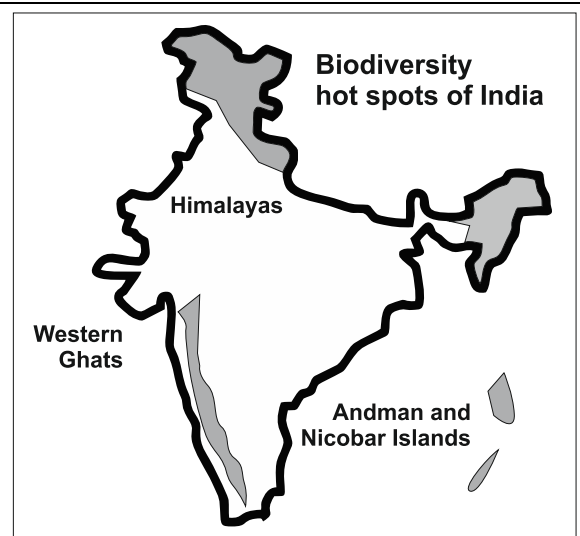 Biodiversity
hot spots of India
Himalayas
Western
Ghats
Andman and
Nicobar Islands